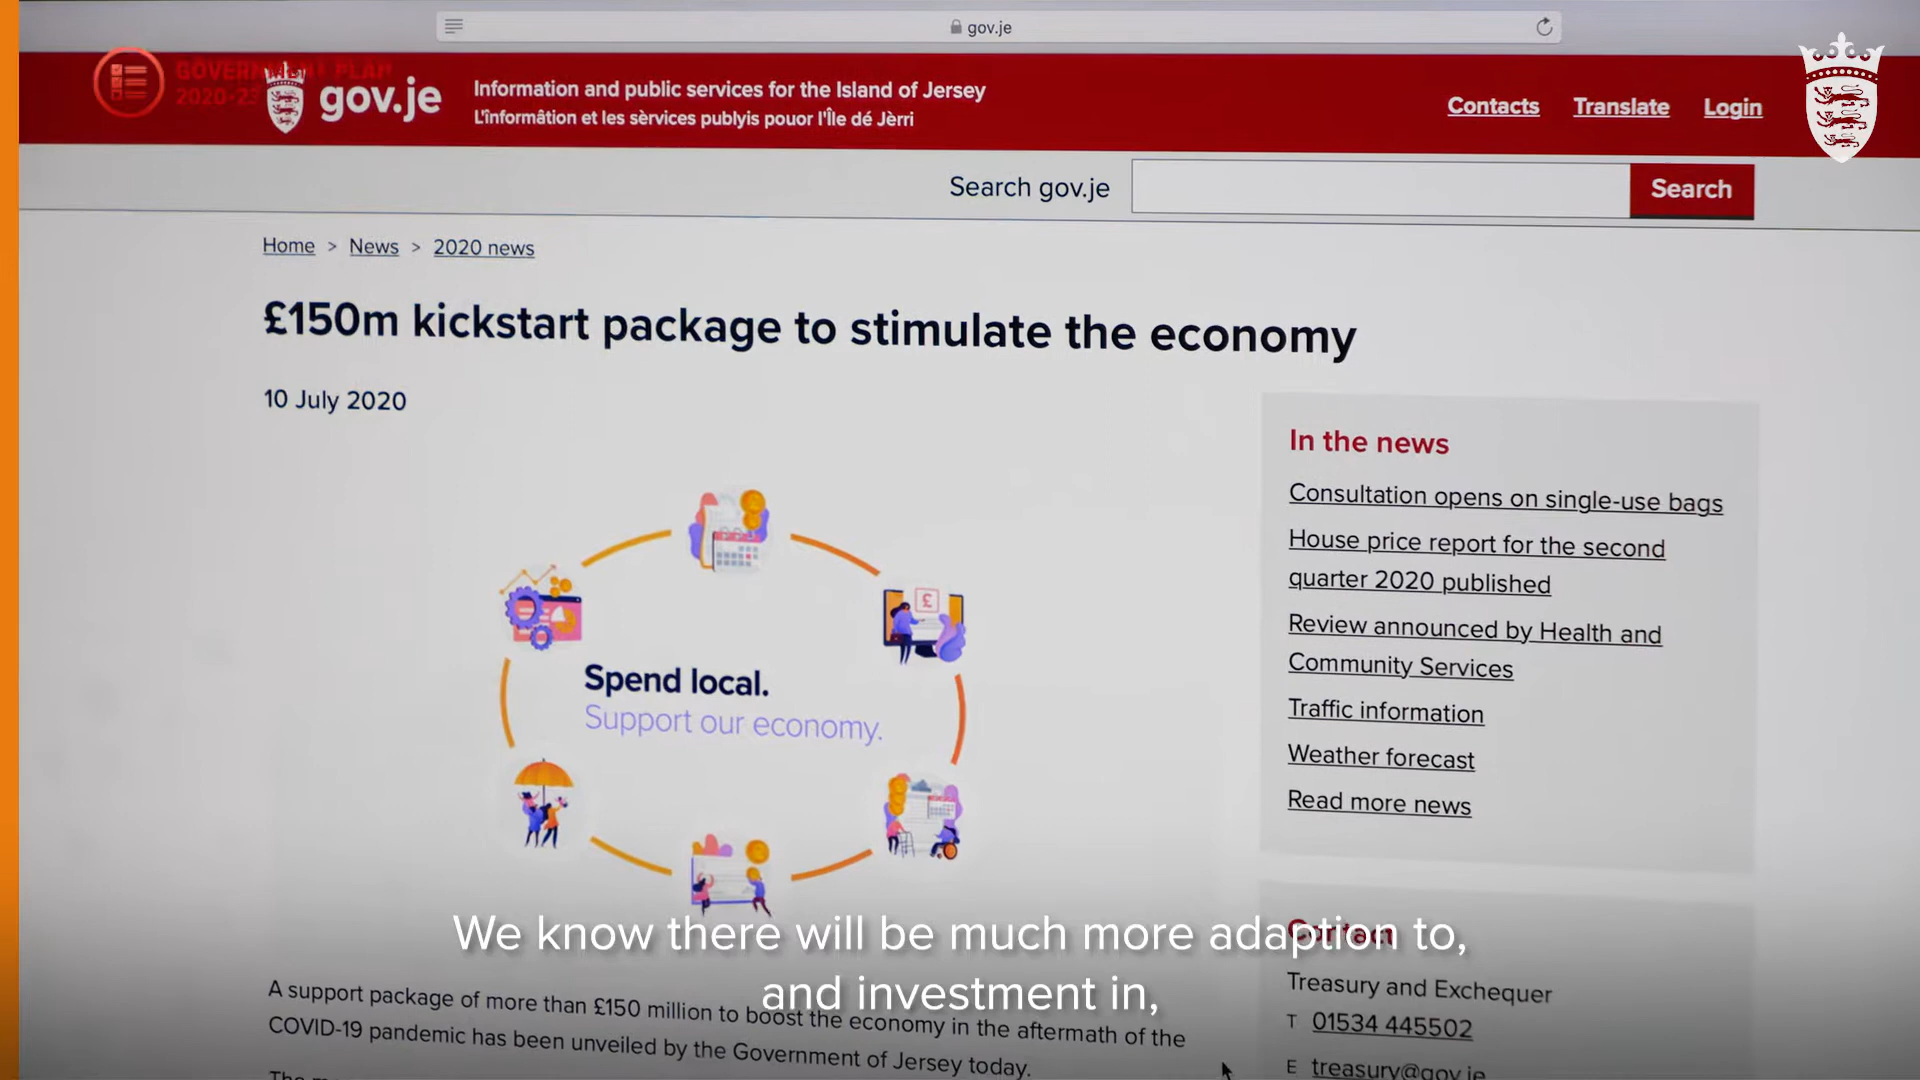 gov.je
GOVERNMENT PLAN
2020-23
gov.je
Information and public services for the Island of Jersey
L'înformâtion et les sèrvices publyis pouor l'Île dé Jèrri
Contacts Translate Login
Search gov.je
Search
Home > News > 2020 news
£150m kickstart package to stimulate the economy
10 July 2020
Spend local.
Support our economy.
In the news
Consultation opens on single-use bags
House price report for the second
quarter 2020 published
Review announced by Health and
Community Services
Traffic information
Weather forecast
Read more news
Contact
Treasury and Exchequer
T 01534 445502
E treasury@gov.je
A support package of more than £150 million to boost the economy in the aftermath of the
COVID-19 pandemic has been unveiled by the Government of Jersey today.
We know there will be much more adaption to,
and investment in,